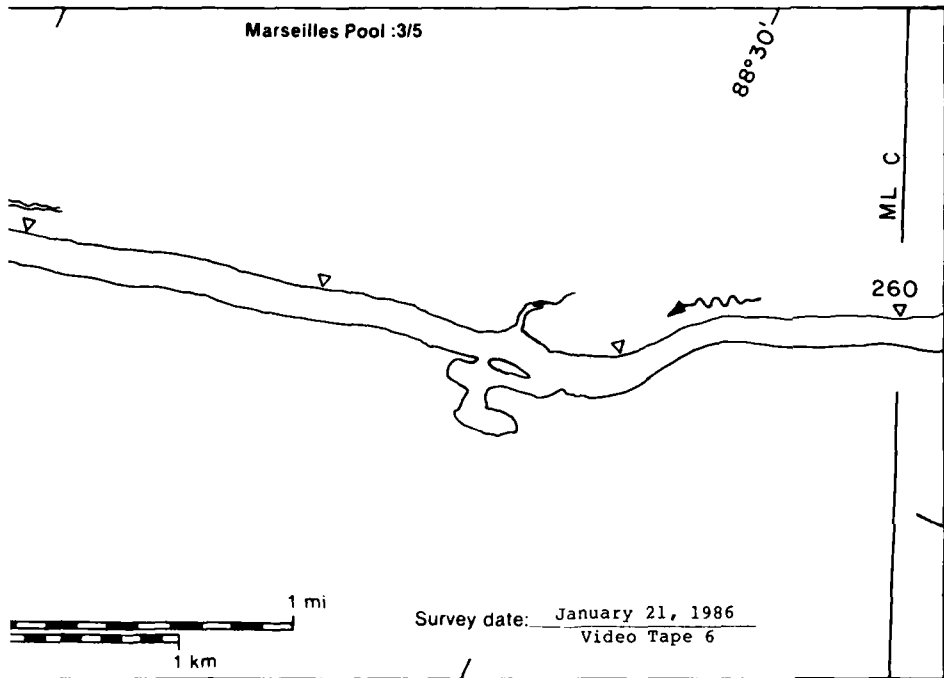 Marseilles Pool :3/5
88°30'
ML C
260
1 mi
1 km
Survey date: January 21, 1986
Video Tape 6